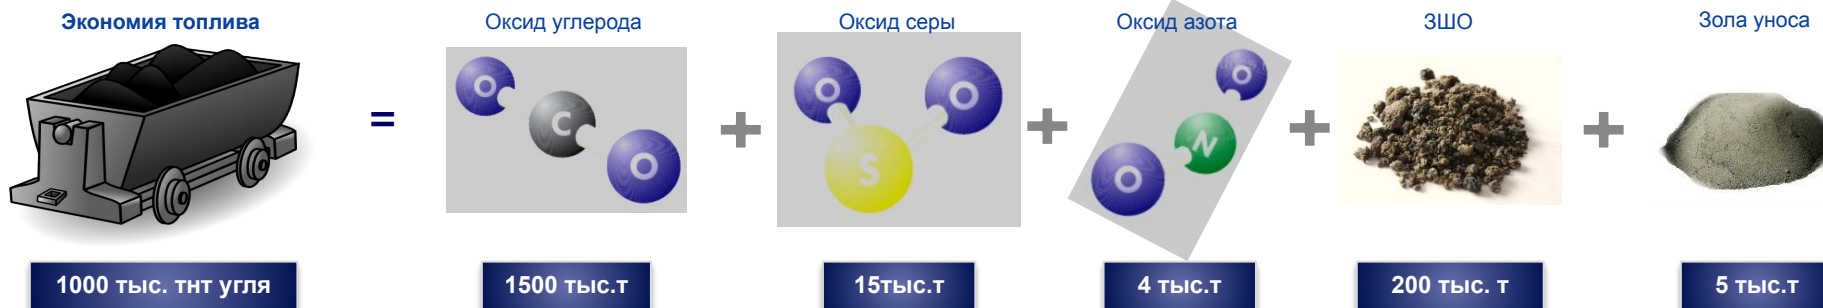 Экономия топлива
Оксид углерода
Оксид серы
Оксид азота
ЗШО
Зола уноса
O
C
O
O
O
S
O
N
O
=
+
+
+
+
1000 тыс. тнт угля
1500 тыс.т
15тыс.т
4 тыс.т
200 тыс. т
5 тыс.т